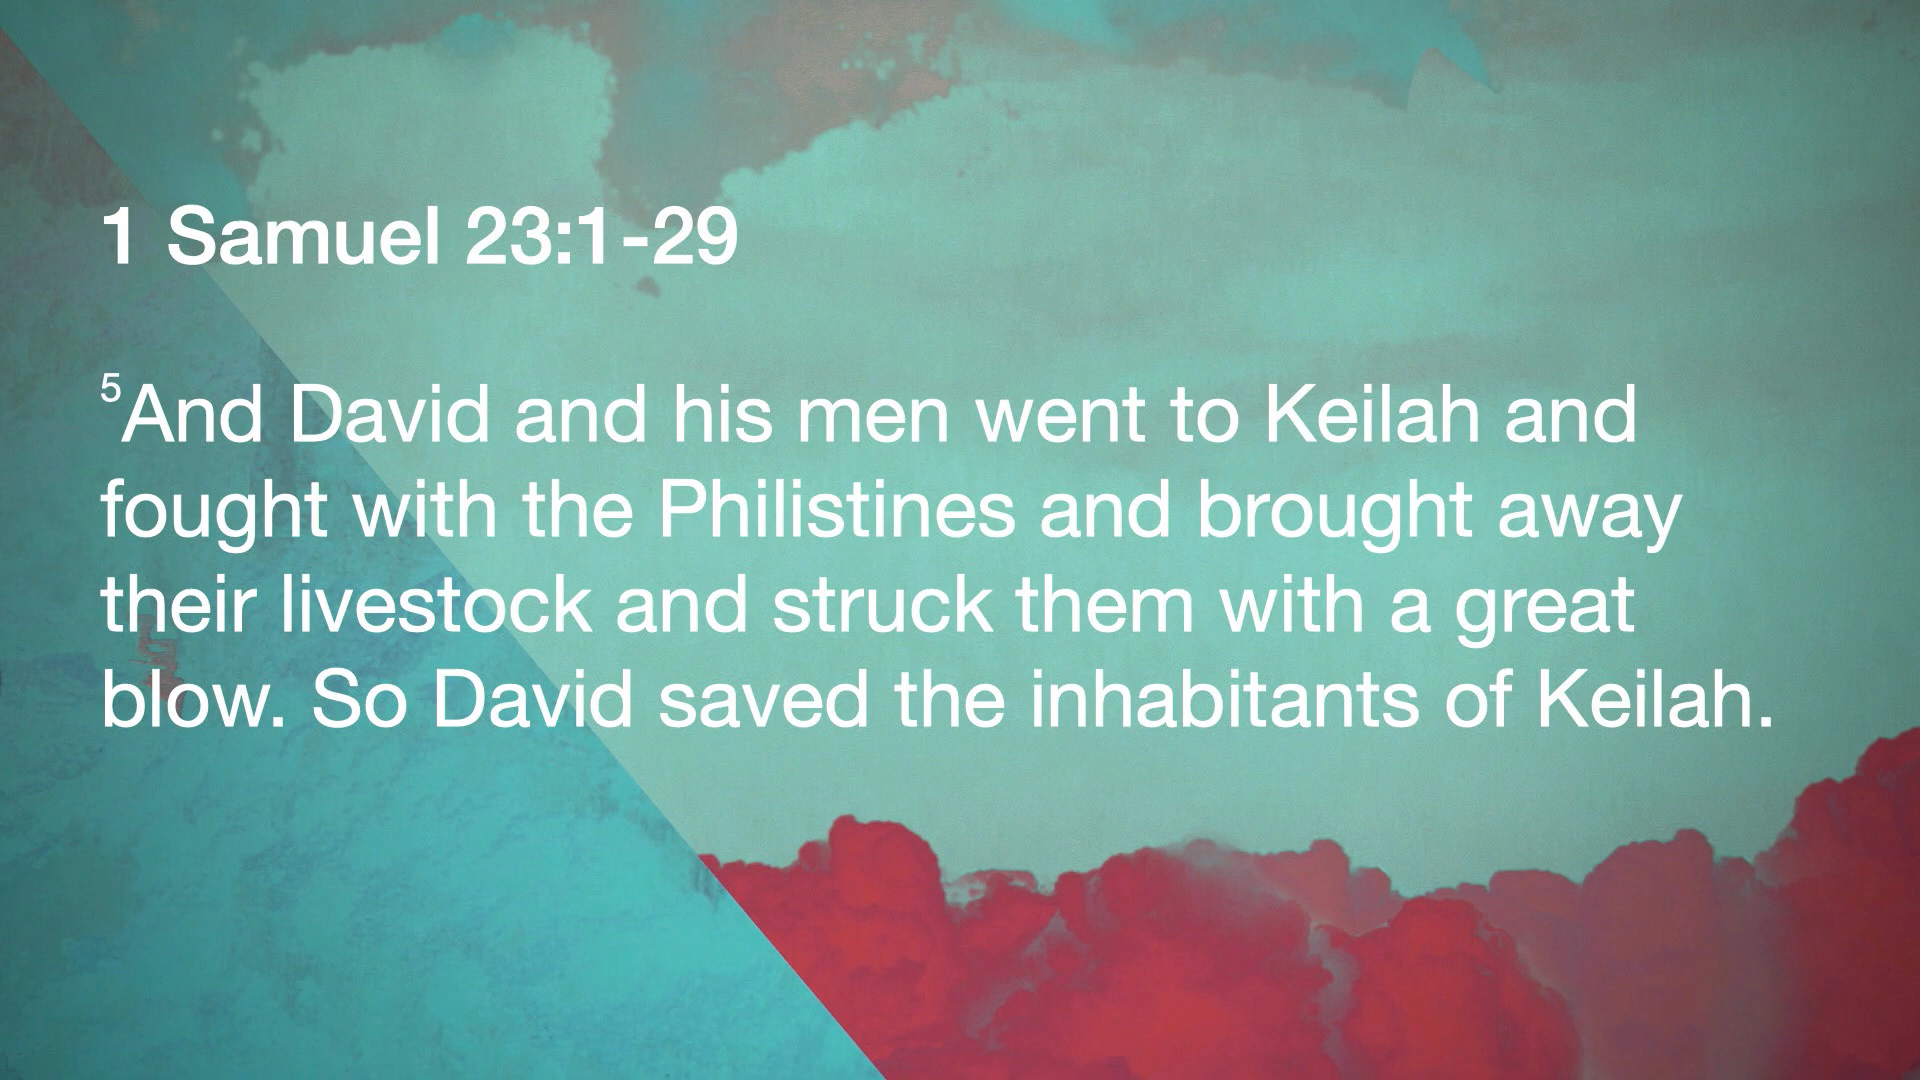 1 Samuel 23:1-29
⁵And David and his men went to Keilah and
fought with the Philistines and brought away
their livestock and struck them with a great
blow. So David saved the inhabitants of Keilah.